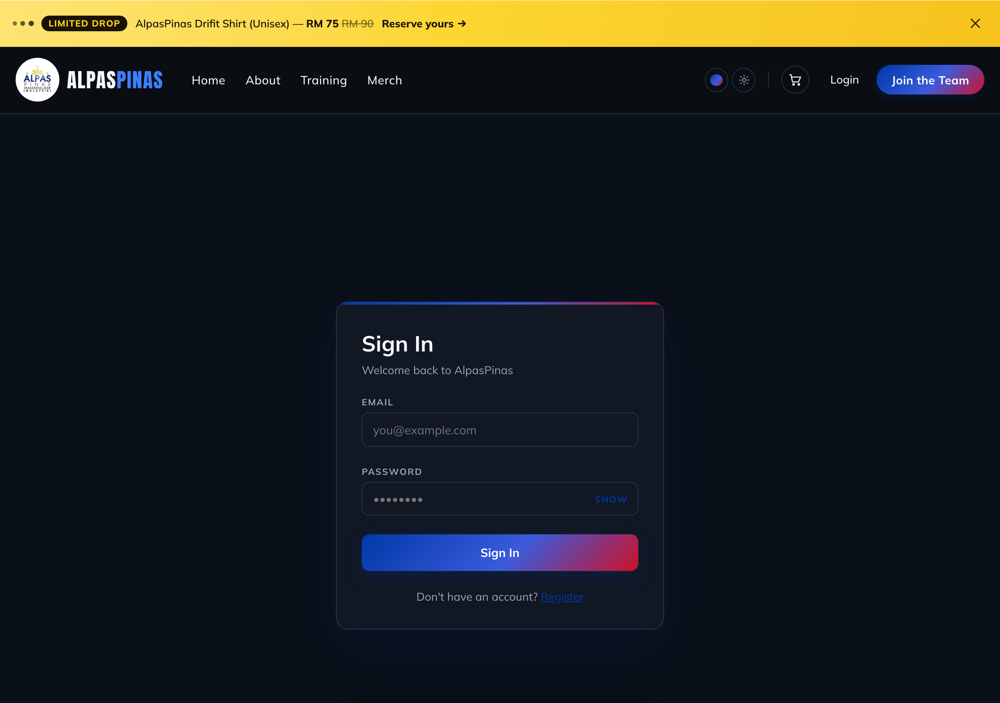 LIMITED DROP AlpasPinas Drifit Shirt (Unisex) — RM 75 RM 90 Reserve yours →
ALPAS
PINAS
DRAGONBOAT TEAM
(MALAYSIA)
ALPASPINAS
Home About Training Merch
Login
Join the Team
Sign In
Welcome back to AlpasPinas
EMAIL
you@example.com
PASSWORD
•••••••• SHOW
Sign In
Don't have an account? Register